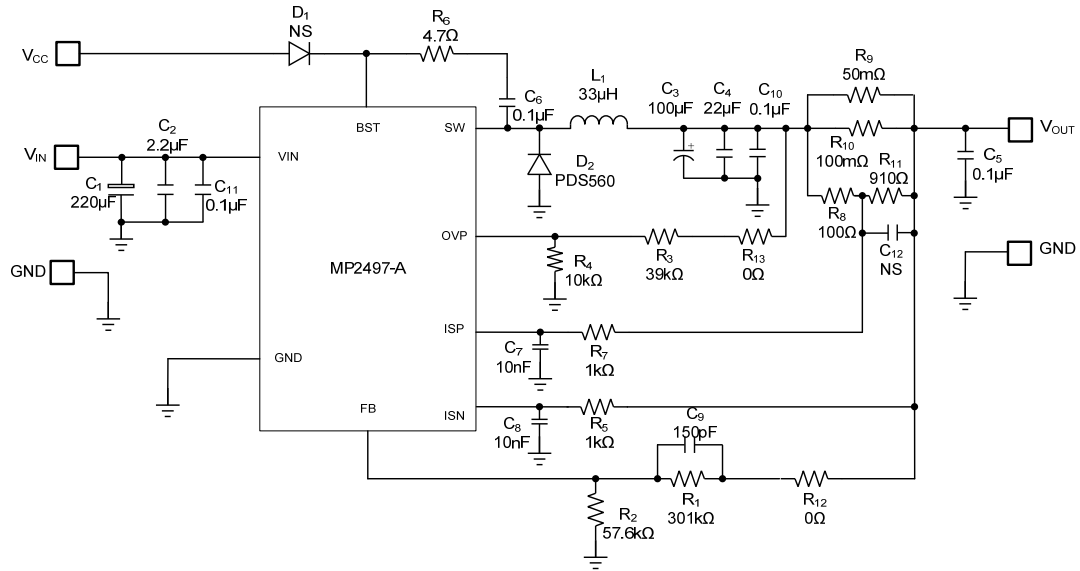 D1
NS
R6
4.7Ω
VCC
L1
33µH
C3
100µF
C4
22µF
C10
0.1µF
R9
50mΩ
C6
0.1µF
BST
SW
VOUT
R10
100mΩ
R11
910Ω
C2
2.2µF
VIN
VIN
D2
PDS560
C5
0.1µF
C1
220µF
C11
0.1µF
R8
100Ω
OVP
C12
NS
GND
MP2497-A
R4
10kΩ
R3
39kΩ
R13
0Ω
GND
ISP
C7
10nF
R7
1kΩ
GND
FB
ISN
C8
10nF
R5
1kΩ
C9
150pF
R1
301kΩ
R12
0Ω
R2
57.6kΩ
+